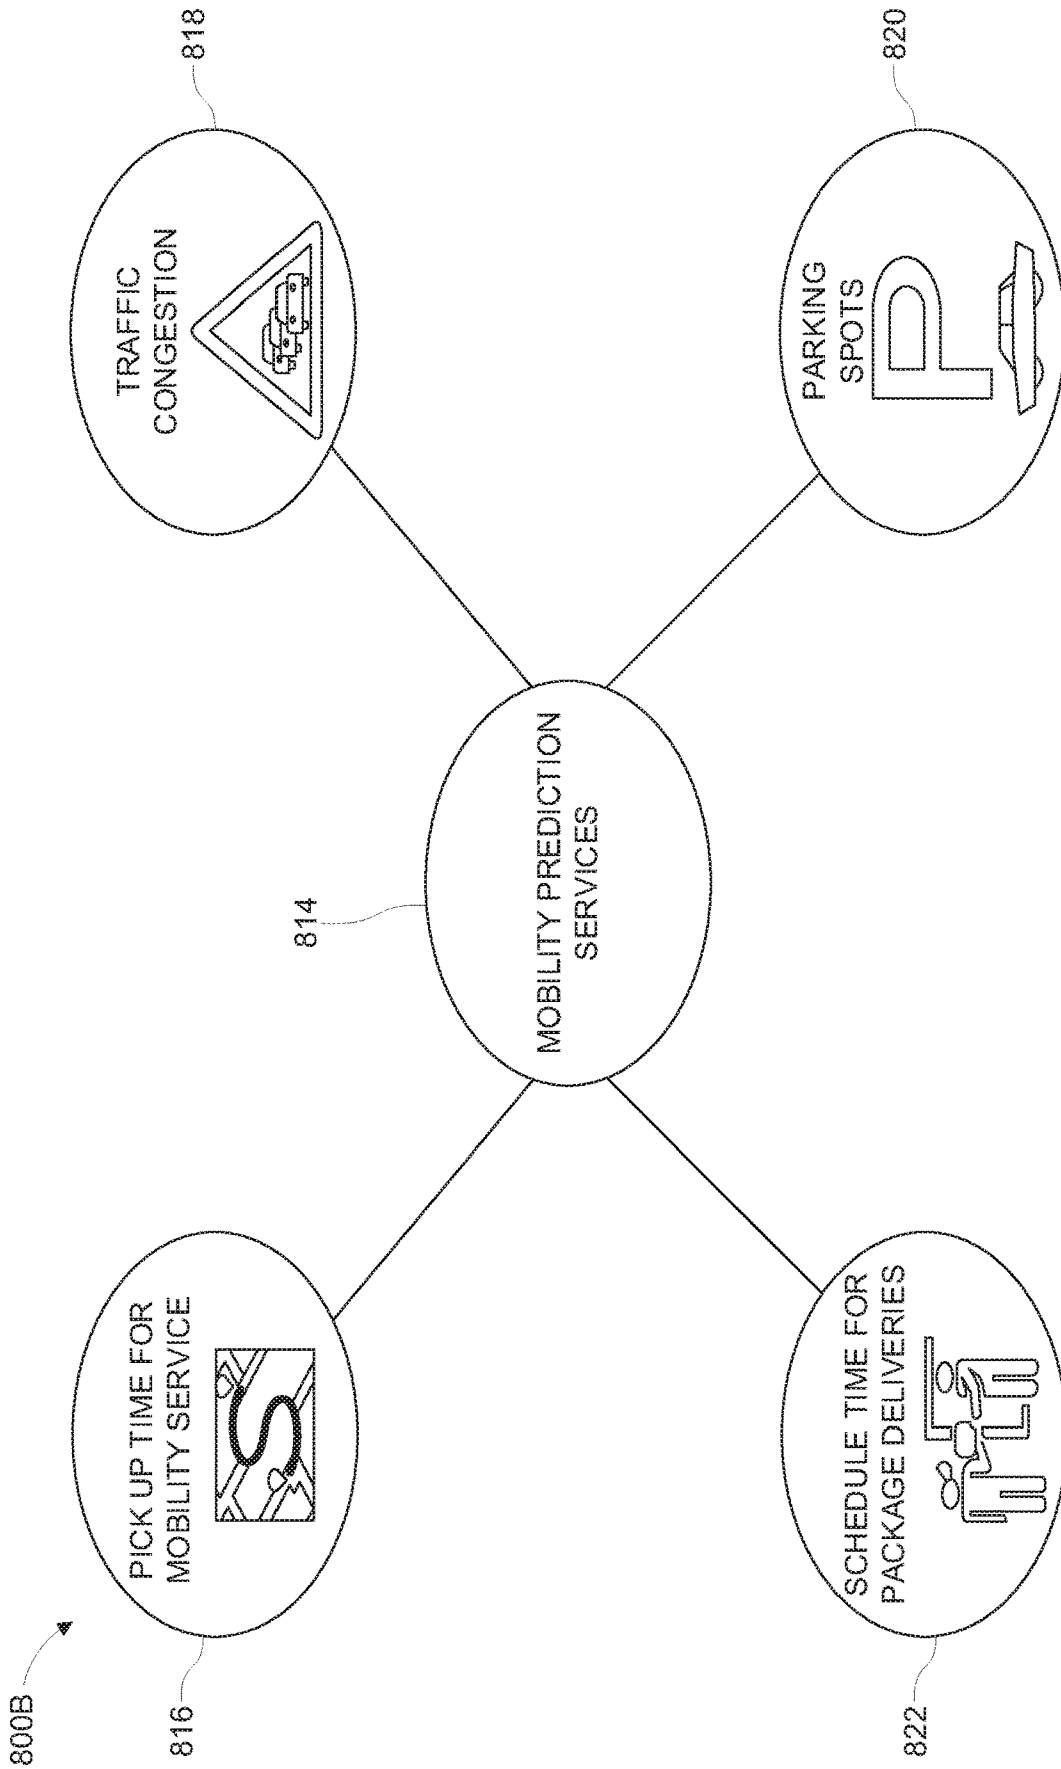 800B
816
PICK UP TIME FOR
MOBILITY SERVICE
818
TRAFFIC
CONGESTION
814
MOBILITY PREDICTION
SERVICES
822
SCHEDULE TIME FOR
PACKAGE DELIVERIES
820
PARKING
SPOTS
P